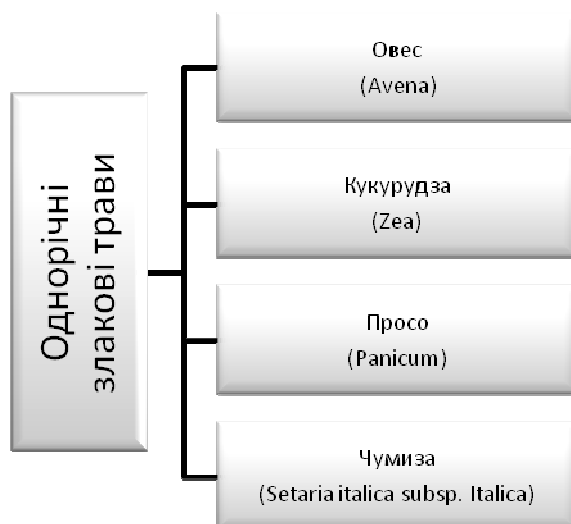 Однорічні
злакові трави
Овес
(Avena)
Кукурудза
(Zea)
Просо
(Panicum)
Чумиза
(Setaria italica subsp. Italica)